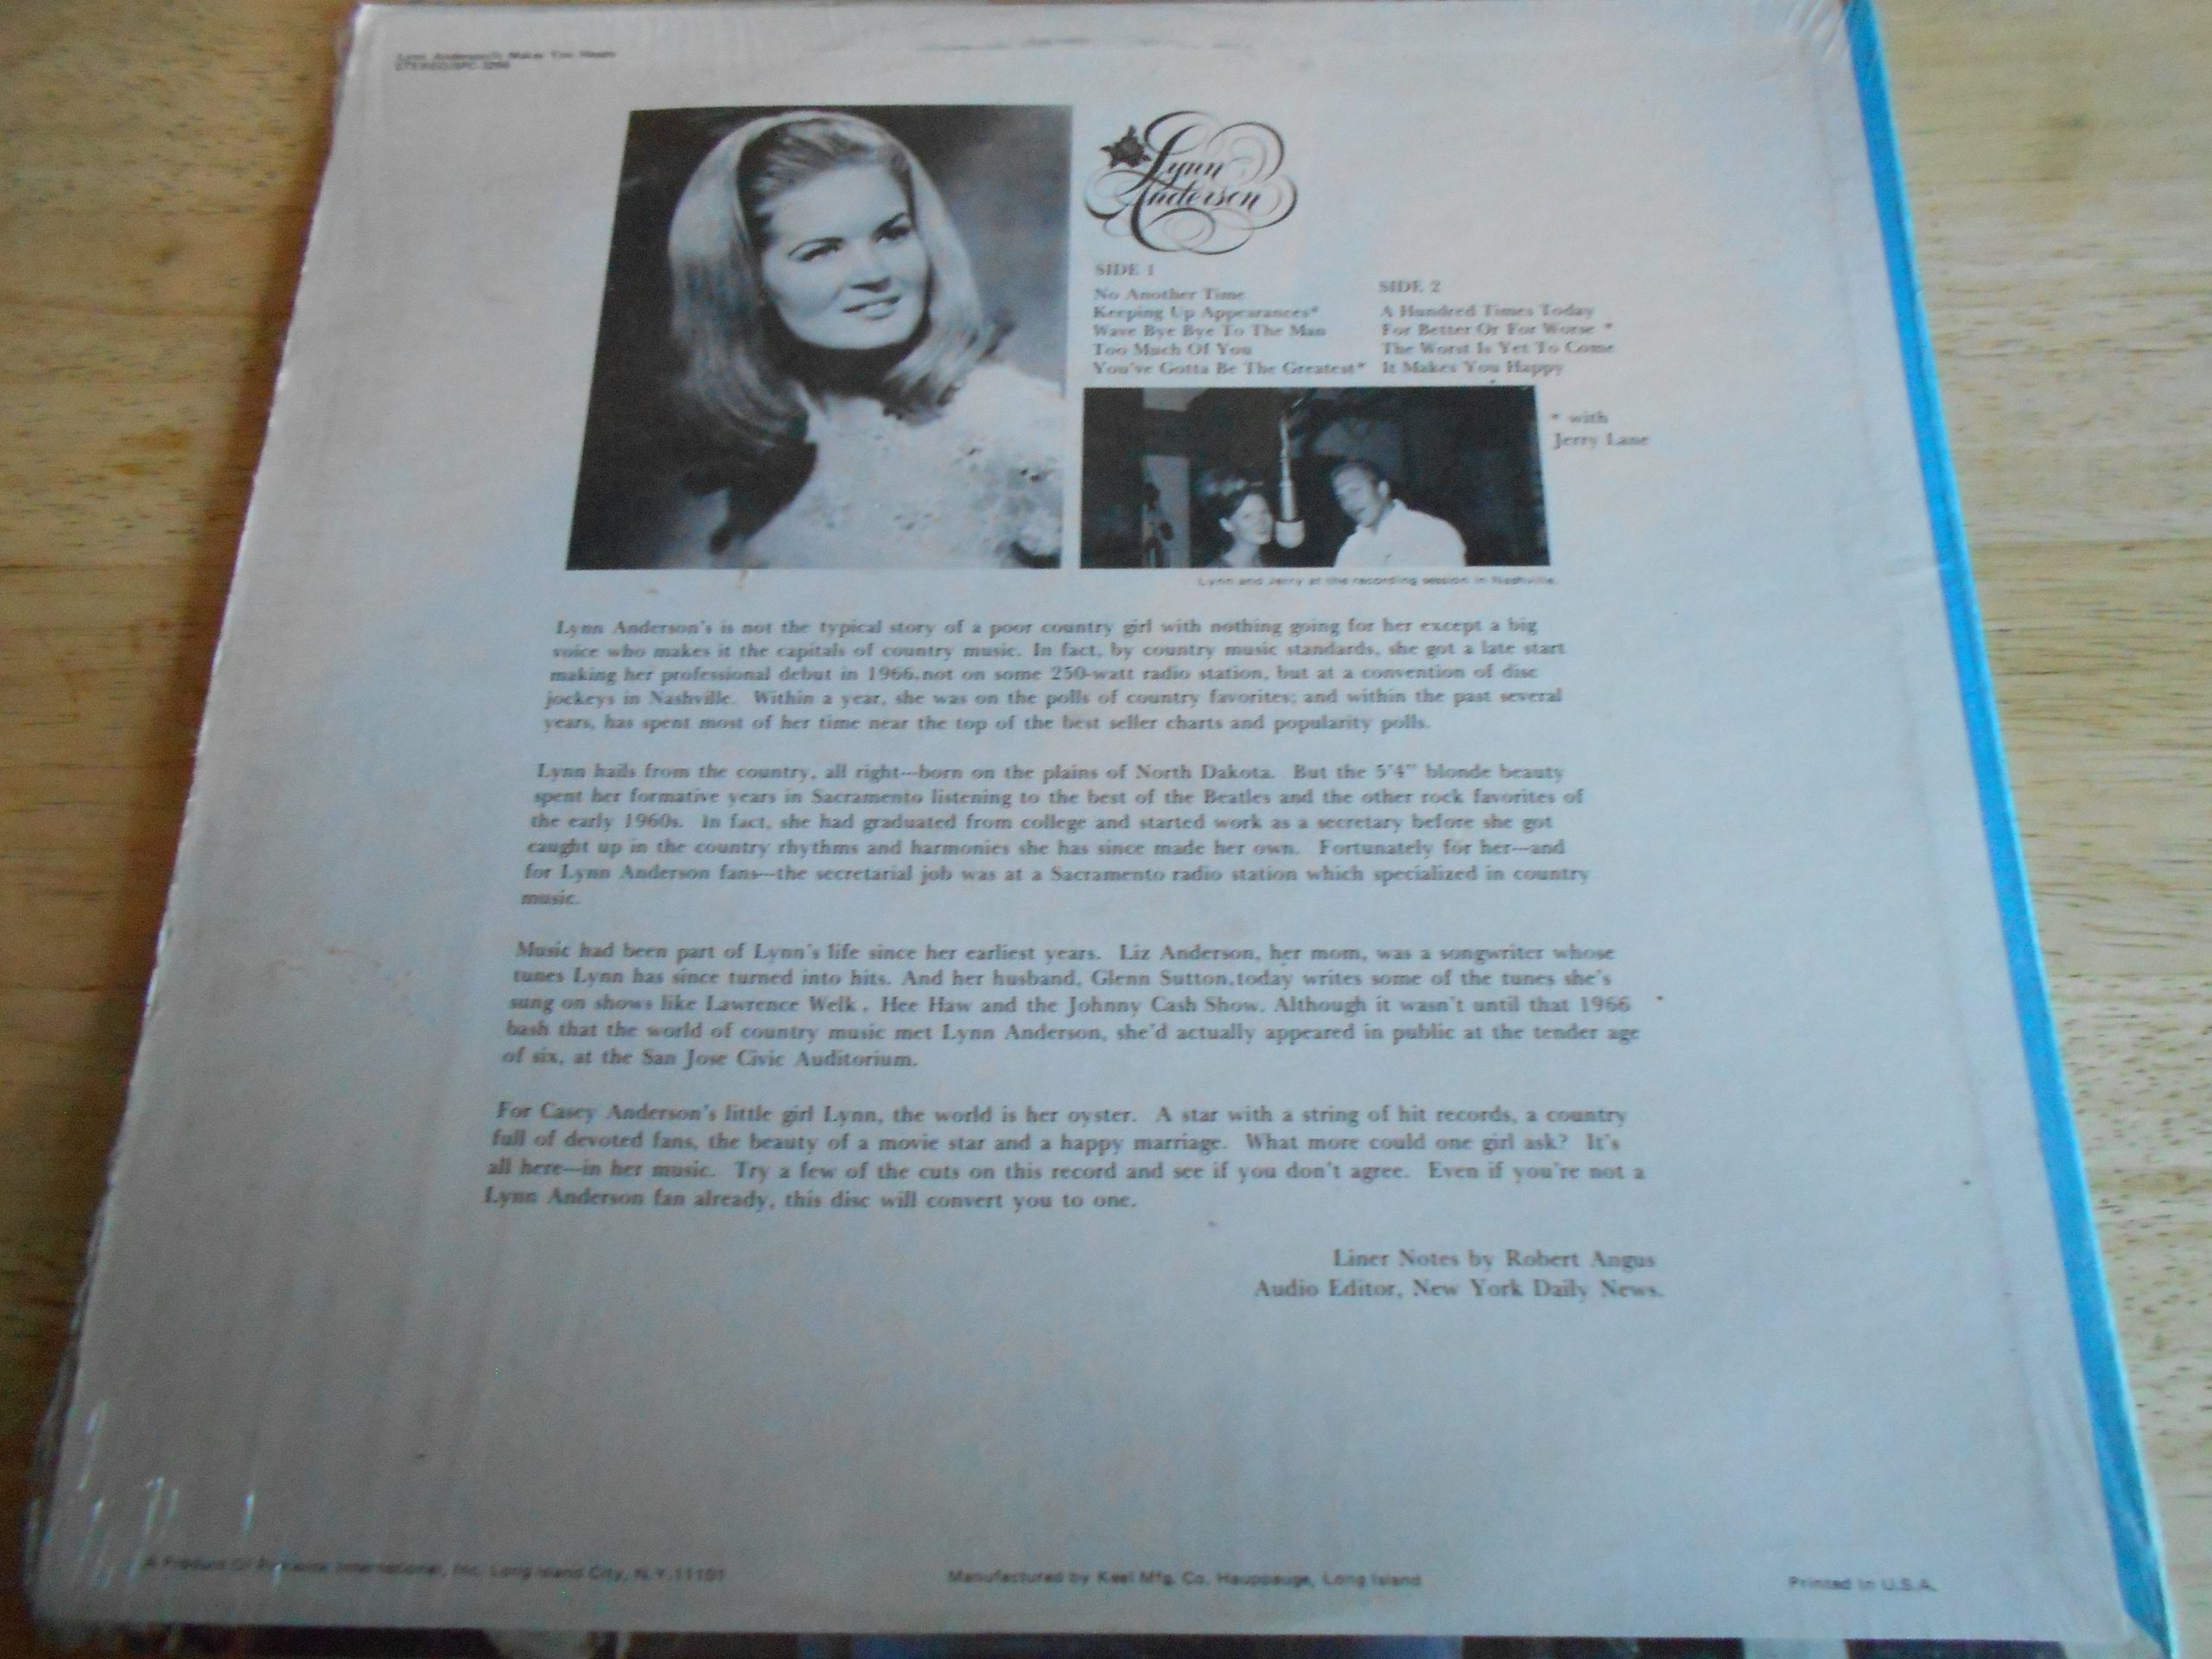 Lynn Anderson/It Makes You Happy
STEREO/SPC-
Lynn
Anderson
SIDE 1
No Another Time
Keeping Up Appearances*
Wave Bye Bye To The Man
Too Much Of You
You've Gotta Be The Greatest*
SIDE 2
A Hundred Times Today
For Better Or For Worse *
The Worst Is Yet To Come
It Makes You Happy
* with
Jerry Lane
Lynn and Jerry at the recording session in Nashville.
Lynn Anderson's is not the typical story of a poor country girl with nothing going for her except a big
voice who makes it the capitals of country music. In fact, by country music standards, she got a late start
making her professional debut in 1966,not on some 250-watt radio station, but at a convention of disc
jockeys in Nashville. Within a year, she was on the polls of country favorites; and within the past several
years, has spent most of her time near the top of the best seller charts and popularity polls.
Lynn hails from the country, all right---born on the plains of North Dakota. But the 5'4" blonde beauty
spent her formative years in Sacramento listening to the best of the Beatles and the other rock favorites of
the early 1960s. In fact, she had graduated from college and started work as a secretary before she got
caught up in the country rhythms and harmonies she has since made her own. Fortunately for her---and
for Lynn Anderson fans---the secretarial job was at a Sacramento radio station which specialized in country
music.
Music had been part of Lynn's life since her earliest years. Liz Anderson, her mom, was a songwriter whose
tunes Lynn has since turned into hits. And her husband, Glenn Sutton,today writes some of the tunes she's
sung on shows like Lawrence Welk, Hee Haw and the Johnny Cash Show. Although it wasn't until that 1966
bash that the world of country music met Lynn Anderson, she'd actually appeared in public at the tender age
of six, at the San Jose Civic Auditorium.
For Casey Anderson's little girl Lynn, the world is her oyster. A star with a string of hit records, a country
full of devoted fans, the beauty of a movie star and a happy marriage. What more could one girl ask? It's
all here---in her music. Try a few of the cuts on this record and see if you don't agree. Even if you're not a
Lynn Anderson fan already, this disc will convert you to one.
Liner Notes by Robert Angus
Audio Editor, New York Daily News.
A Product Of Pickwick International, Inc. Long Island City, N.Y.11101
Manufactured by Keel Mfg. Co. Hauppauge, Long Island
Printed in U.S.A.